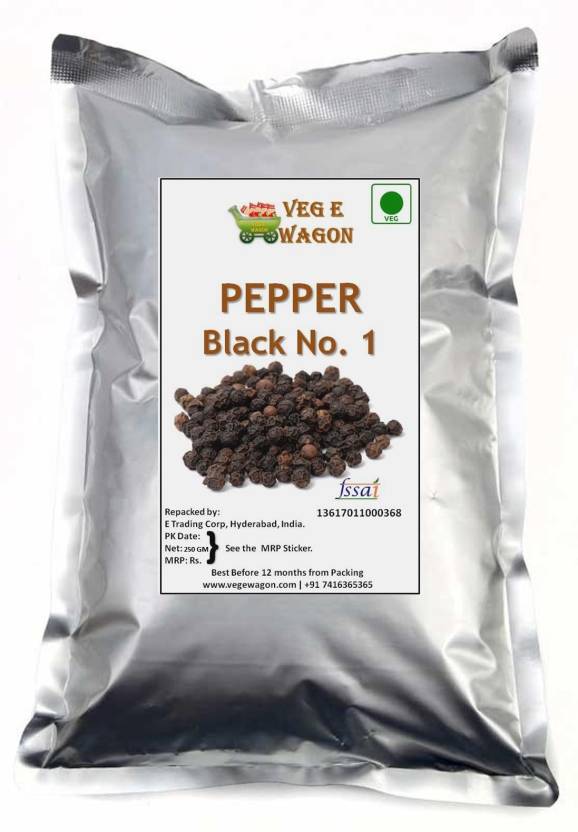 VEG E
WAGON
VEG
PEPPER
Black No. 1
fssai
13617011000368
Repacked by:
E Trading Corp, Hyderabad, India.
PK Date:
Net: 250 GM } See the MRP Sticker.
MRP: Rs.
Best Before 12 months from Packing
www.vegewagon.com | +91 7416365365